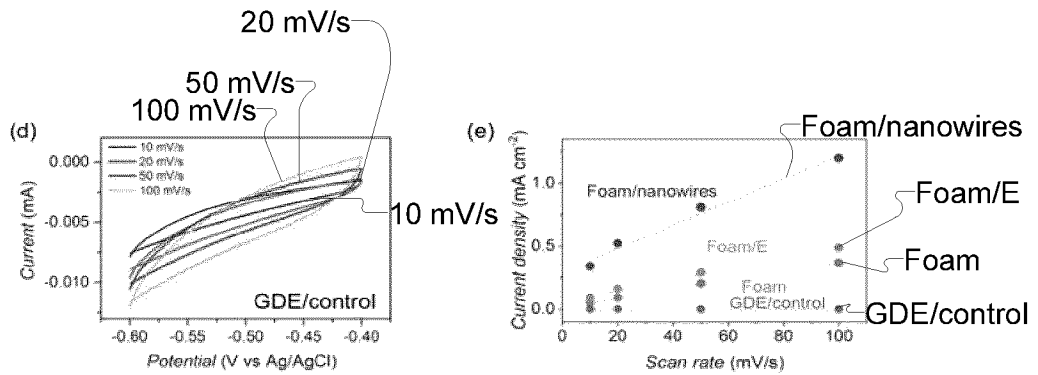 20 mV/s
50 mV/s
100 mV/s
(d)
10 mV/s
20 mV/s
50 mV/s
100 mV/s
10 mV/s
GDE/control
0.000
-0.005
-0.010
Current (mA)
-0.60
-0.55
-0.50
-0.45
-0.40
Potential (V vs Ag/AgCl)
(e)
Foam/nanowires
Foam/nanowires
Foam/E
Foam/E
Foam
Foam
GDE/control
GDE/control
1.0
0.5
0.0
Current density (mA cm⁻²)
0
20
40
60
80
100
Scan rate (mV/s)